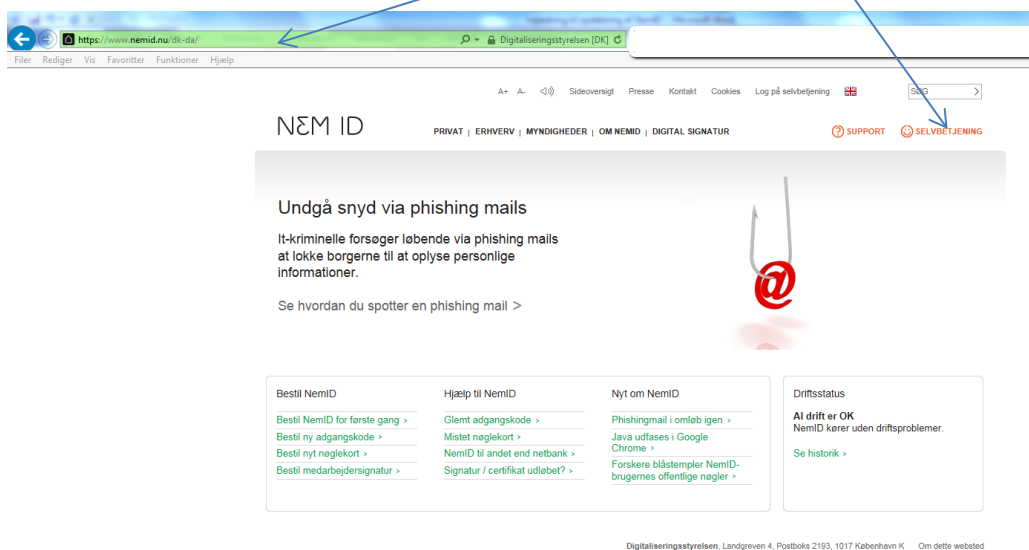 https://www.nemid.nu/dk-da/
Digitaliseringsstyrelsen [DK]
Filer Rediger Vis Favoritter Funktioner Hjælp
A+ A- Sideoversigt Presse Kontakt Cookies Log på selvbetjening
SØG >
NEM ID
PRIVAT | ERHVERV | MYNDIGHEDER | OM NEMID | DIGITAL SIGNATUR
? SUPPORT SELVBETJENING
Undgå snyd via phishing mails
It-kriminelle forsøger løbende via phishing mails
at lokke borgerne til at oplyse personlige
informationer.
Se hvordan du spotter en phishing mail >
@
Bestil NemID
Bestil NemID for første gang >
Bestil ny adgangskode >
Bestil nyt nøglekort >
Bestil medarbejdersignatur >
Hjælp til NemID
Glemt adgangskode >
Mistet nøglekort >
NemID til andet end netbank >
Signatur / certifikat udløbet? >
Nyt om NemID
Phishingmail i omløb igen >
Java udfases i Google
Chrome >
Forskere blåstempler NemID-
brugernes offentlige nøgler >
Driftsstatus
Al drift er OK
NemID kører uden driftsproblemer.
Se historik >
Digitaliseringsstyrelsen, Landgreven 4, Postboks 2193, 1017 København K Om dette websted